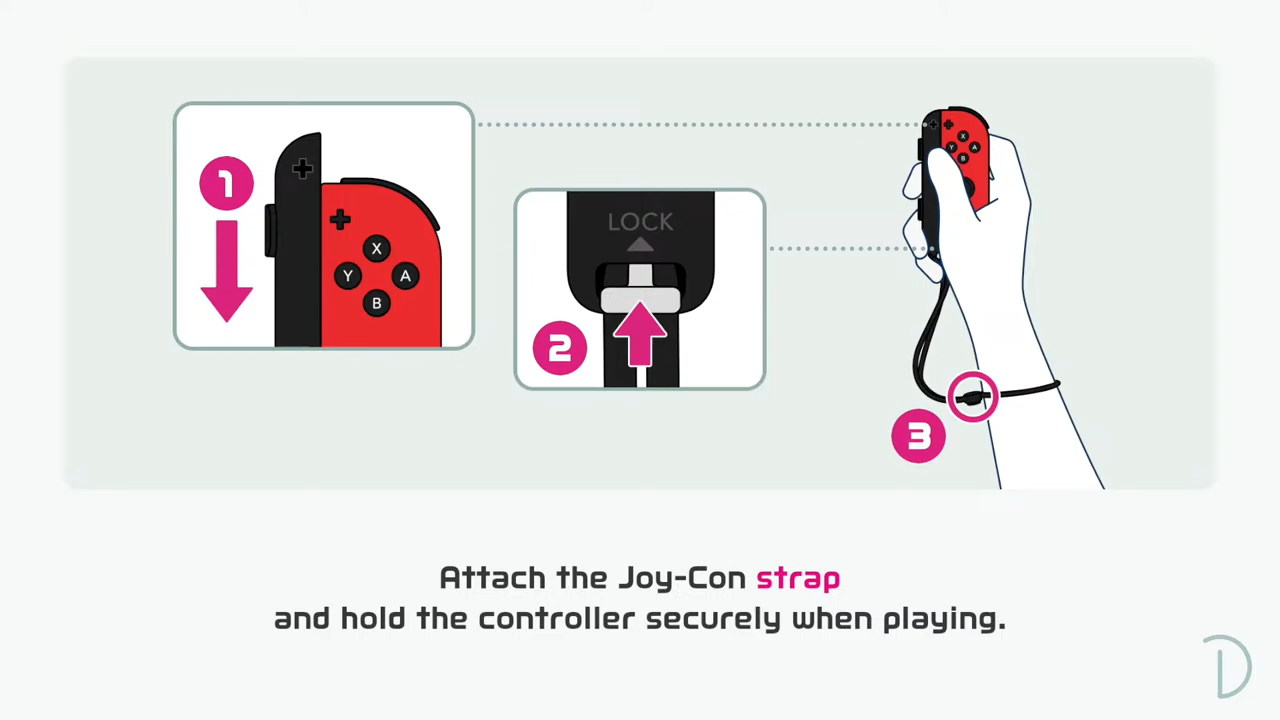 1
X
Y
A
B
LOCK
2
X
Y
A
B
3
Attach the Joy-Con strap
and hold the controller securely when playing.
D